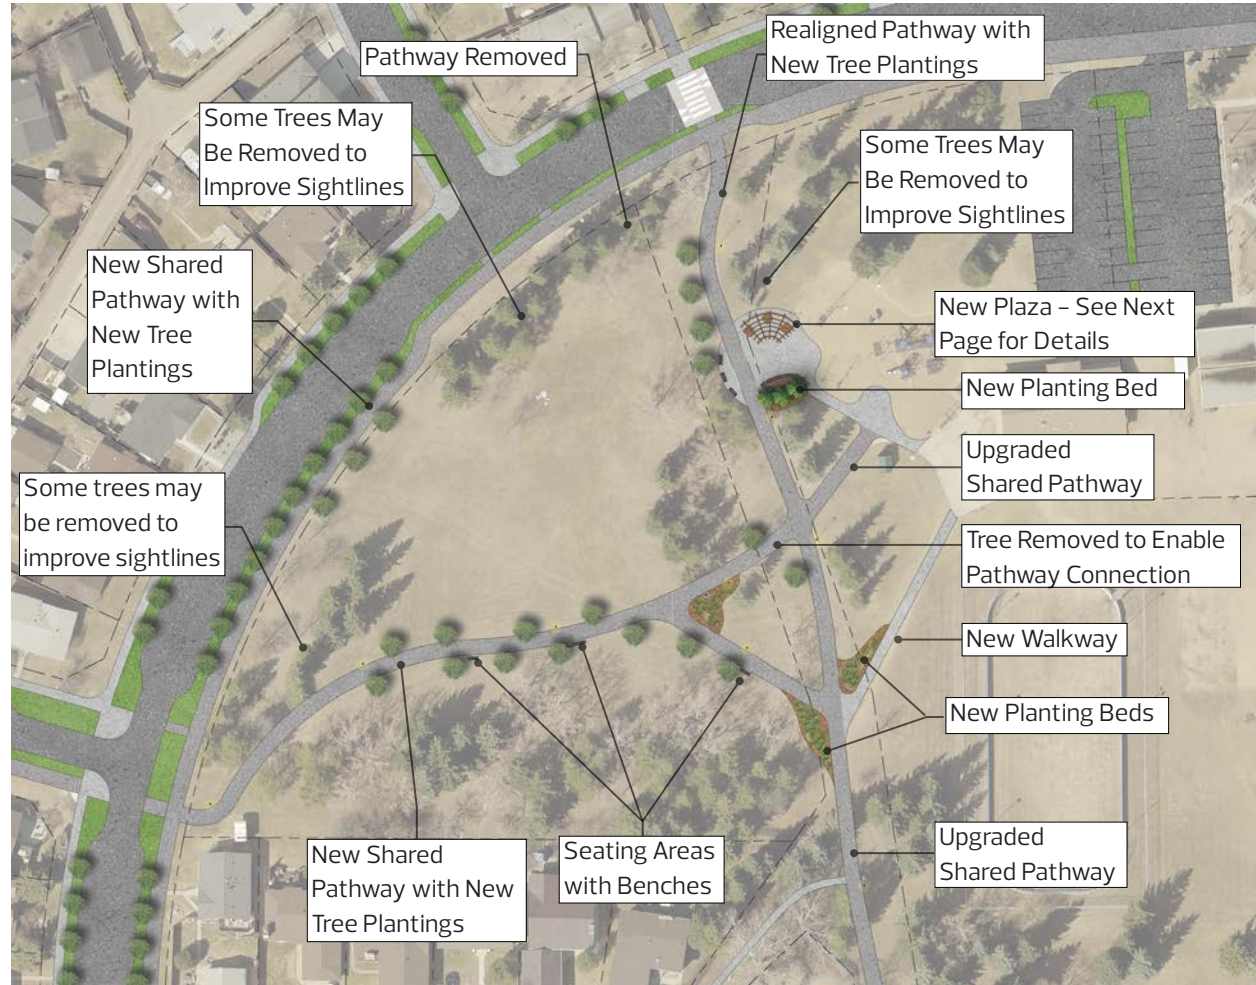 Pathway Removed
Realigned Pathway with
New Tree Plantings
Some Trees May
Be Removed to
Improve Sightlines
Some Trees May
Be Removed to
Improve Sightlines
New Shared
Pathway with
New Tree
Plantings
New Plaza – See Next
Page for Details
New Planting Bed
Upgraded
Shared Pathway
Some trees may
be removed to
improve sightlines
Tree Removed to Enable
Pathway Connection
New Walkway
New Planting Beds
New Shared
Pathway with New
Tree Plantings
Seating Areas
with Benches
Upgraded
Shared Pathway